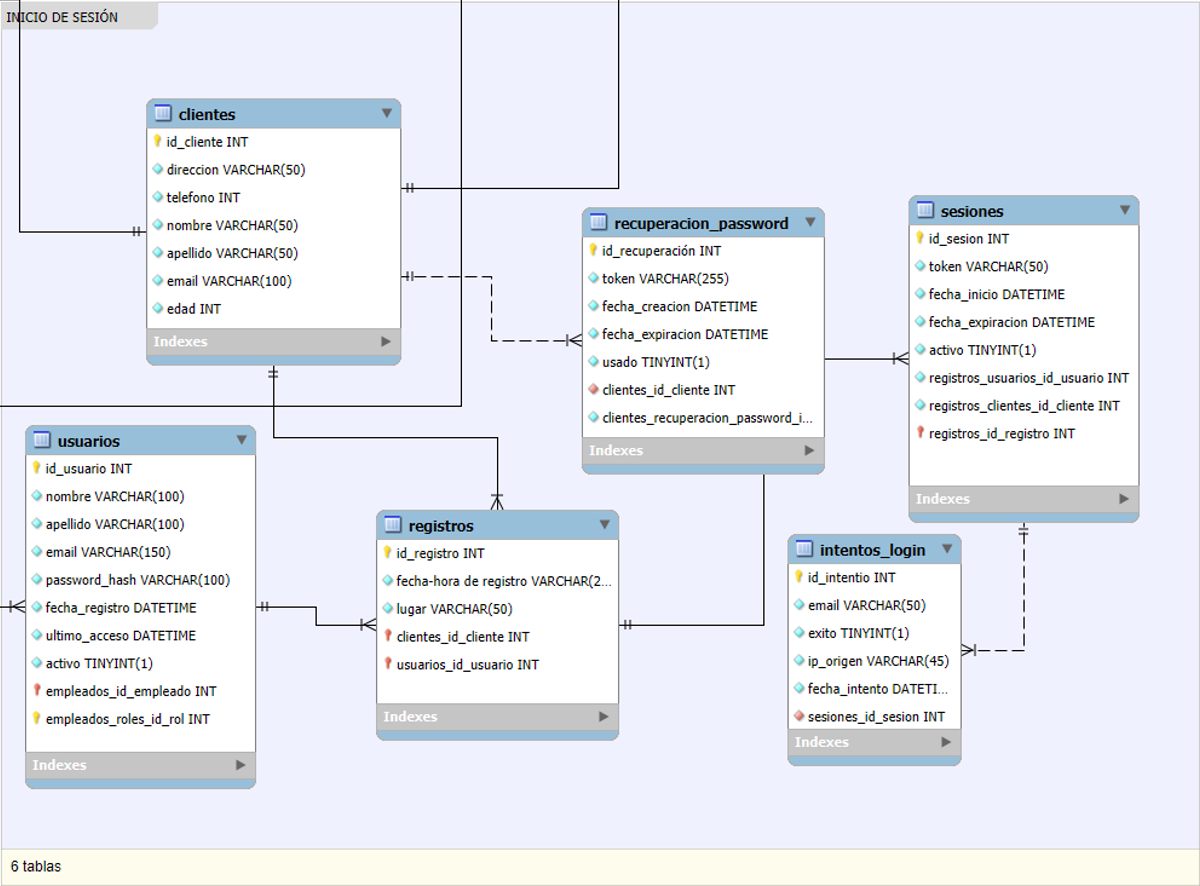 INICIO DE SESIÓN
clientes
id_cliente INT
direccion VARCHAR(50)
telefono INT
nombre VARCHAR(50)
apellido VARCHAR(50)
email VARCHAR(100)
edad INT
Indexes
recuperacion_password
id_recuperación INT
token VARCHAR(255)
fecha_creacion DATETIME
fecha_expiracion DATETIME
usado TINYINT(1)
clientes_id_cliente INT
clientes_recuperacion_password_i...
Indexes
sesiones
id_sesion INT
token VARCHAR(50)
fecha_inicio DATETIME
fecha_expiracion DATETIME
activo TINYINT(1)
registros_usuarios_id_usuario INT
registros_clientes_id_cliente INT
registros_id_registro INT
Indexes
usuarios
id_usuario INT
nombre VARCHAR(100)
apellido VARCHAR(100)
email VARCHAR(150)
password_hash VARCHAR(100)
fecha_registro DATETIME
ultimo_acceso DATETIME
activo TINYINT(1)
empleados_id_empleado INT
empleados_roles_id_rol INT
Indexes
registros
id_registro INT
fecha-hora de registro VARCHAR(2...
lugar VARCHAR(50)
clientes_id_cliente INT
usuarios_id_usuario INT
Indexes
intentos_login
id_intentio INT
email VARCHAR(50)
exito TINYINT(1)
ip_origen VARCHAR(45)
fecha_intento DATETI...
sesiones_id_sesion INT
Indexes
6 tablas